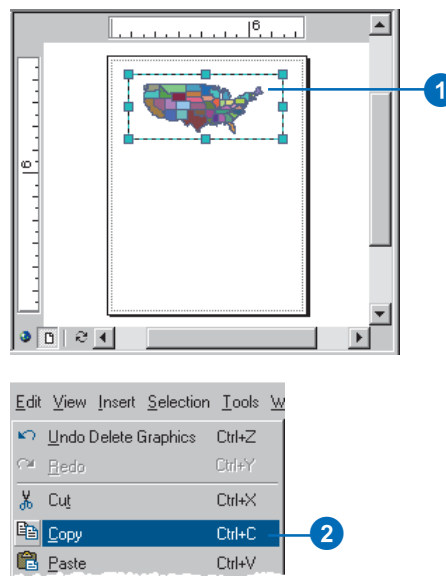 6
1
6
Edit View Insert Selection Tools W
Undo Delete Graphics Ctrl+Z
Redo Ctrl+Y
Cut Ctrl+X
Copy Ctrl+C
2
Paste Ctrl+V